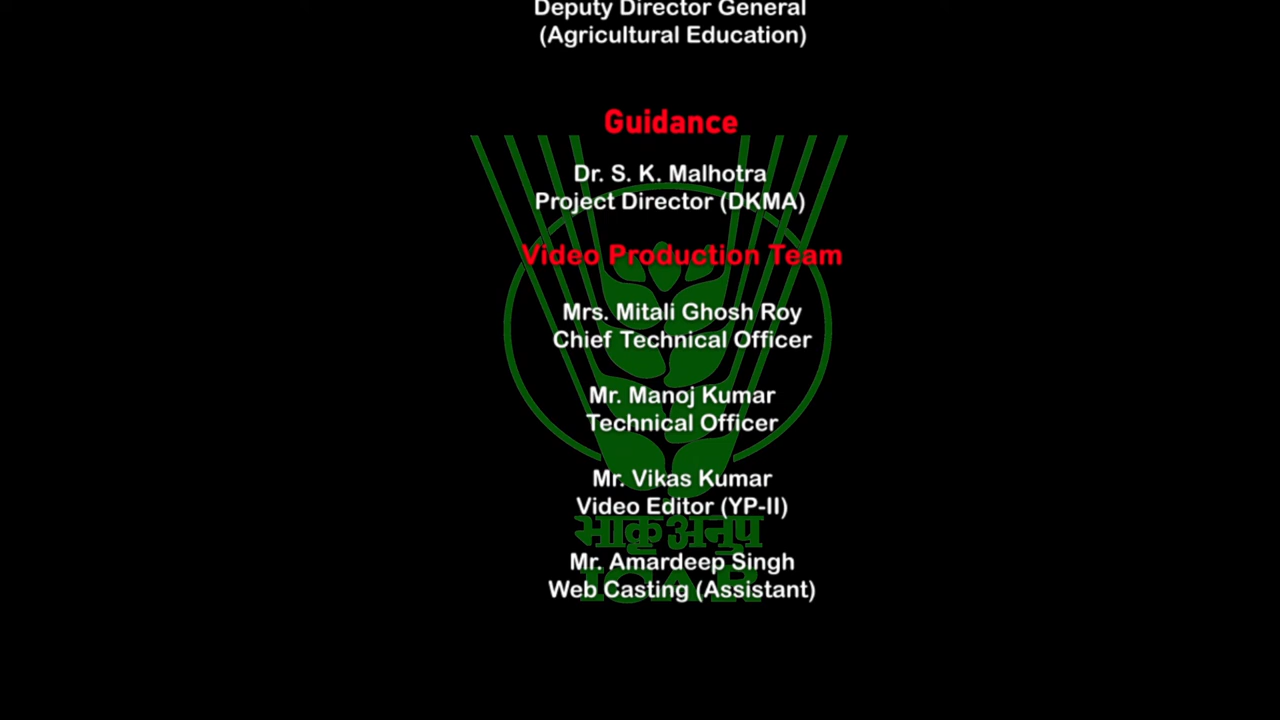 Deputy Director General
(Agricultural Education)
Guidance
Dr. S. K. Malhotra
Project Director (DKMA)
Video Production Team
Mrs. Mitali Ghosh Roy
Chief Technical Officer
Mr. Manoj Kumar
Technical Officer
Mr. Vikas Kumar
Video Editor (YP-II)
भाकृअनुप
Mr. Amardeep Singh
ICAR
Web Casting (Assistant)